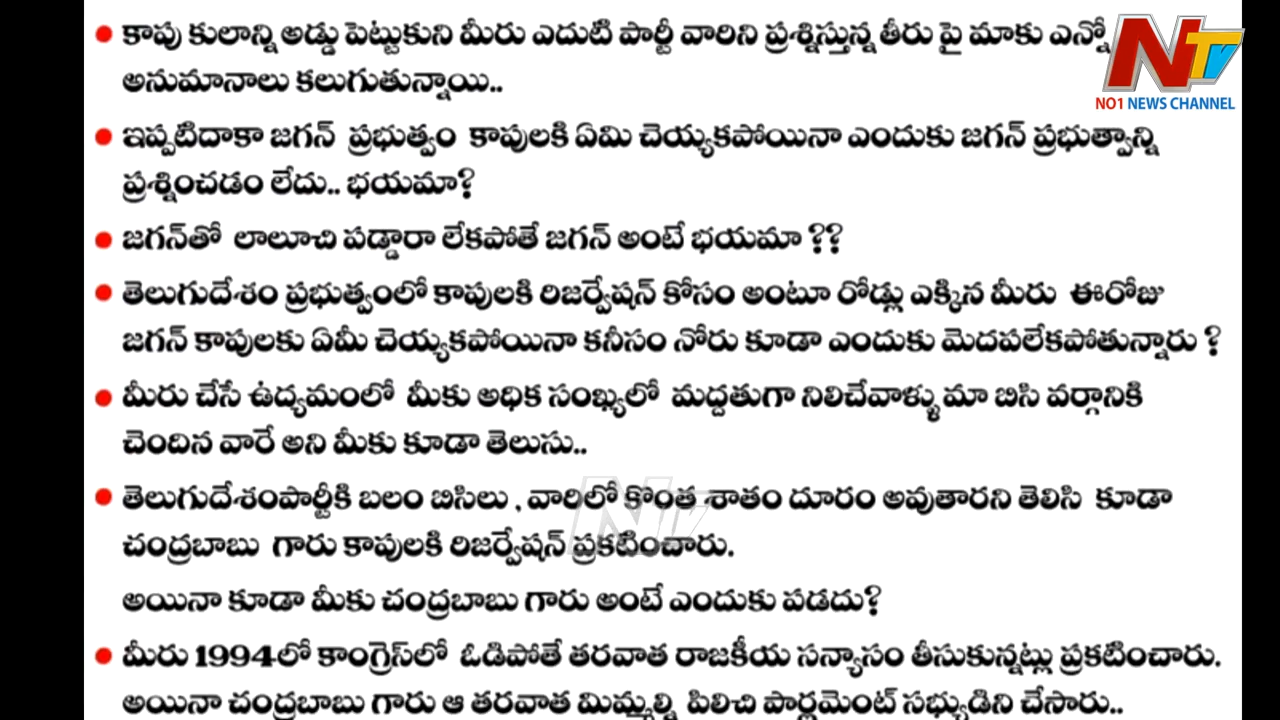 కాపు కులాన్ని అడ్డు పెట్టుకుని మీరు ఎదుటి పార్టీ వారిని ప్రశ్నిస్తున్న తీరు పై మాకు ఎన్నో
అనుమానాలు కలుగుతున్నాయి..
ఇప్పటిదాకా జగన్ ప్రభుత్వం కాపులకి ఏమి చెయ్యకపోయినా ఎందుకు జగన్ ప్రభుత్వాన్ని
ప్రశ్నించడం లేదు.. భయమా?
జగన్‌తో లాలూచి పడ్డారా లేకపోతే జగన్ అంటే భయమా ??
తెలుగుదేశం ప్రభుత్వంలో కాపులకి రిజర్వేషన్ కోసం అంటూ రోడ్లు ఎక్కిన మీరు ఈరోజు
జగన్ కాపులకు ఏమీ చెయ్యకపోయినా కనీసం నోరు కూడా ఎందుకు మెదపలేకపోతున్నారు ?
మీరు చేసే ఉద్యమంలో మీకు అధిక సంఖ్యలో మద్దతుగా నిలిచేవాళ్ళు మా బిసి వర్గానికి
చెందిన వారే అని మీకు కూడా తెలుసు..
తెలుగుదేశంపార్టీకి బలం బిసిలు , వారిలో కొంత శాతం దూరం అవుతారని తెలిసి కూడా
చంద్రబాబు గారు కాపులకి రిజర్వేషన్ ప్రకటించారు.
అయినా కూడా మీకు చంద్రబాబు గారు అంటే ఎందుకు పడదు?
మీరు 1994లో కాంగ్రెస్‌లో ఓడిపోతే తరవాత రాజకీయ సన్యాసం తీసుకున్నట్లు ప్రకటించారు.
అయినా చంద్రబాబు గారు ఆ తరవాత మిమ్మల్ని పిలిచి పార్లమెంట్ సభ్యుడిని చేసారు..
NTV
NO1 NEWS CHANNEL
NTV